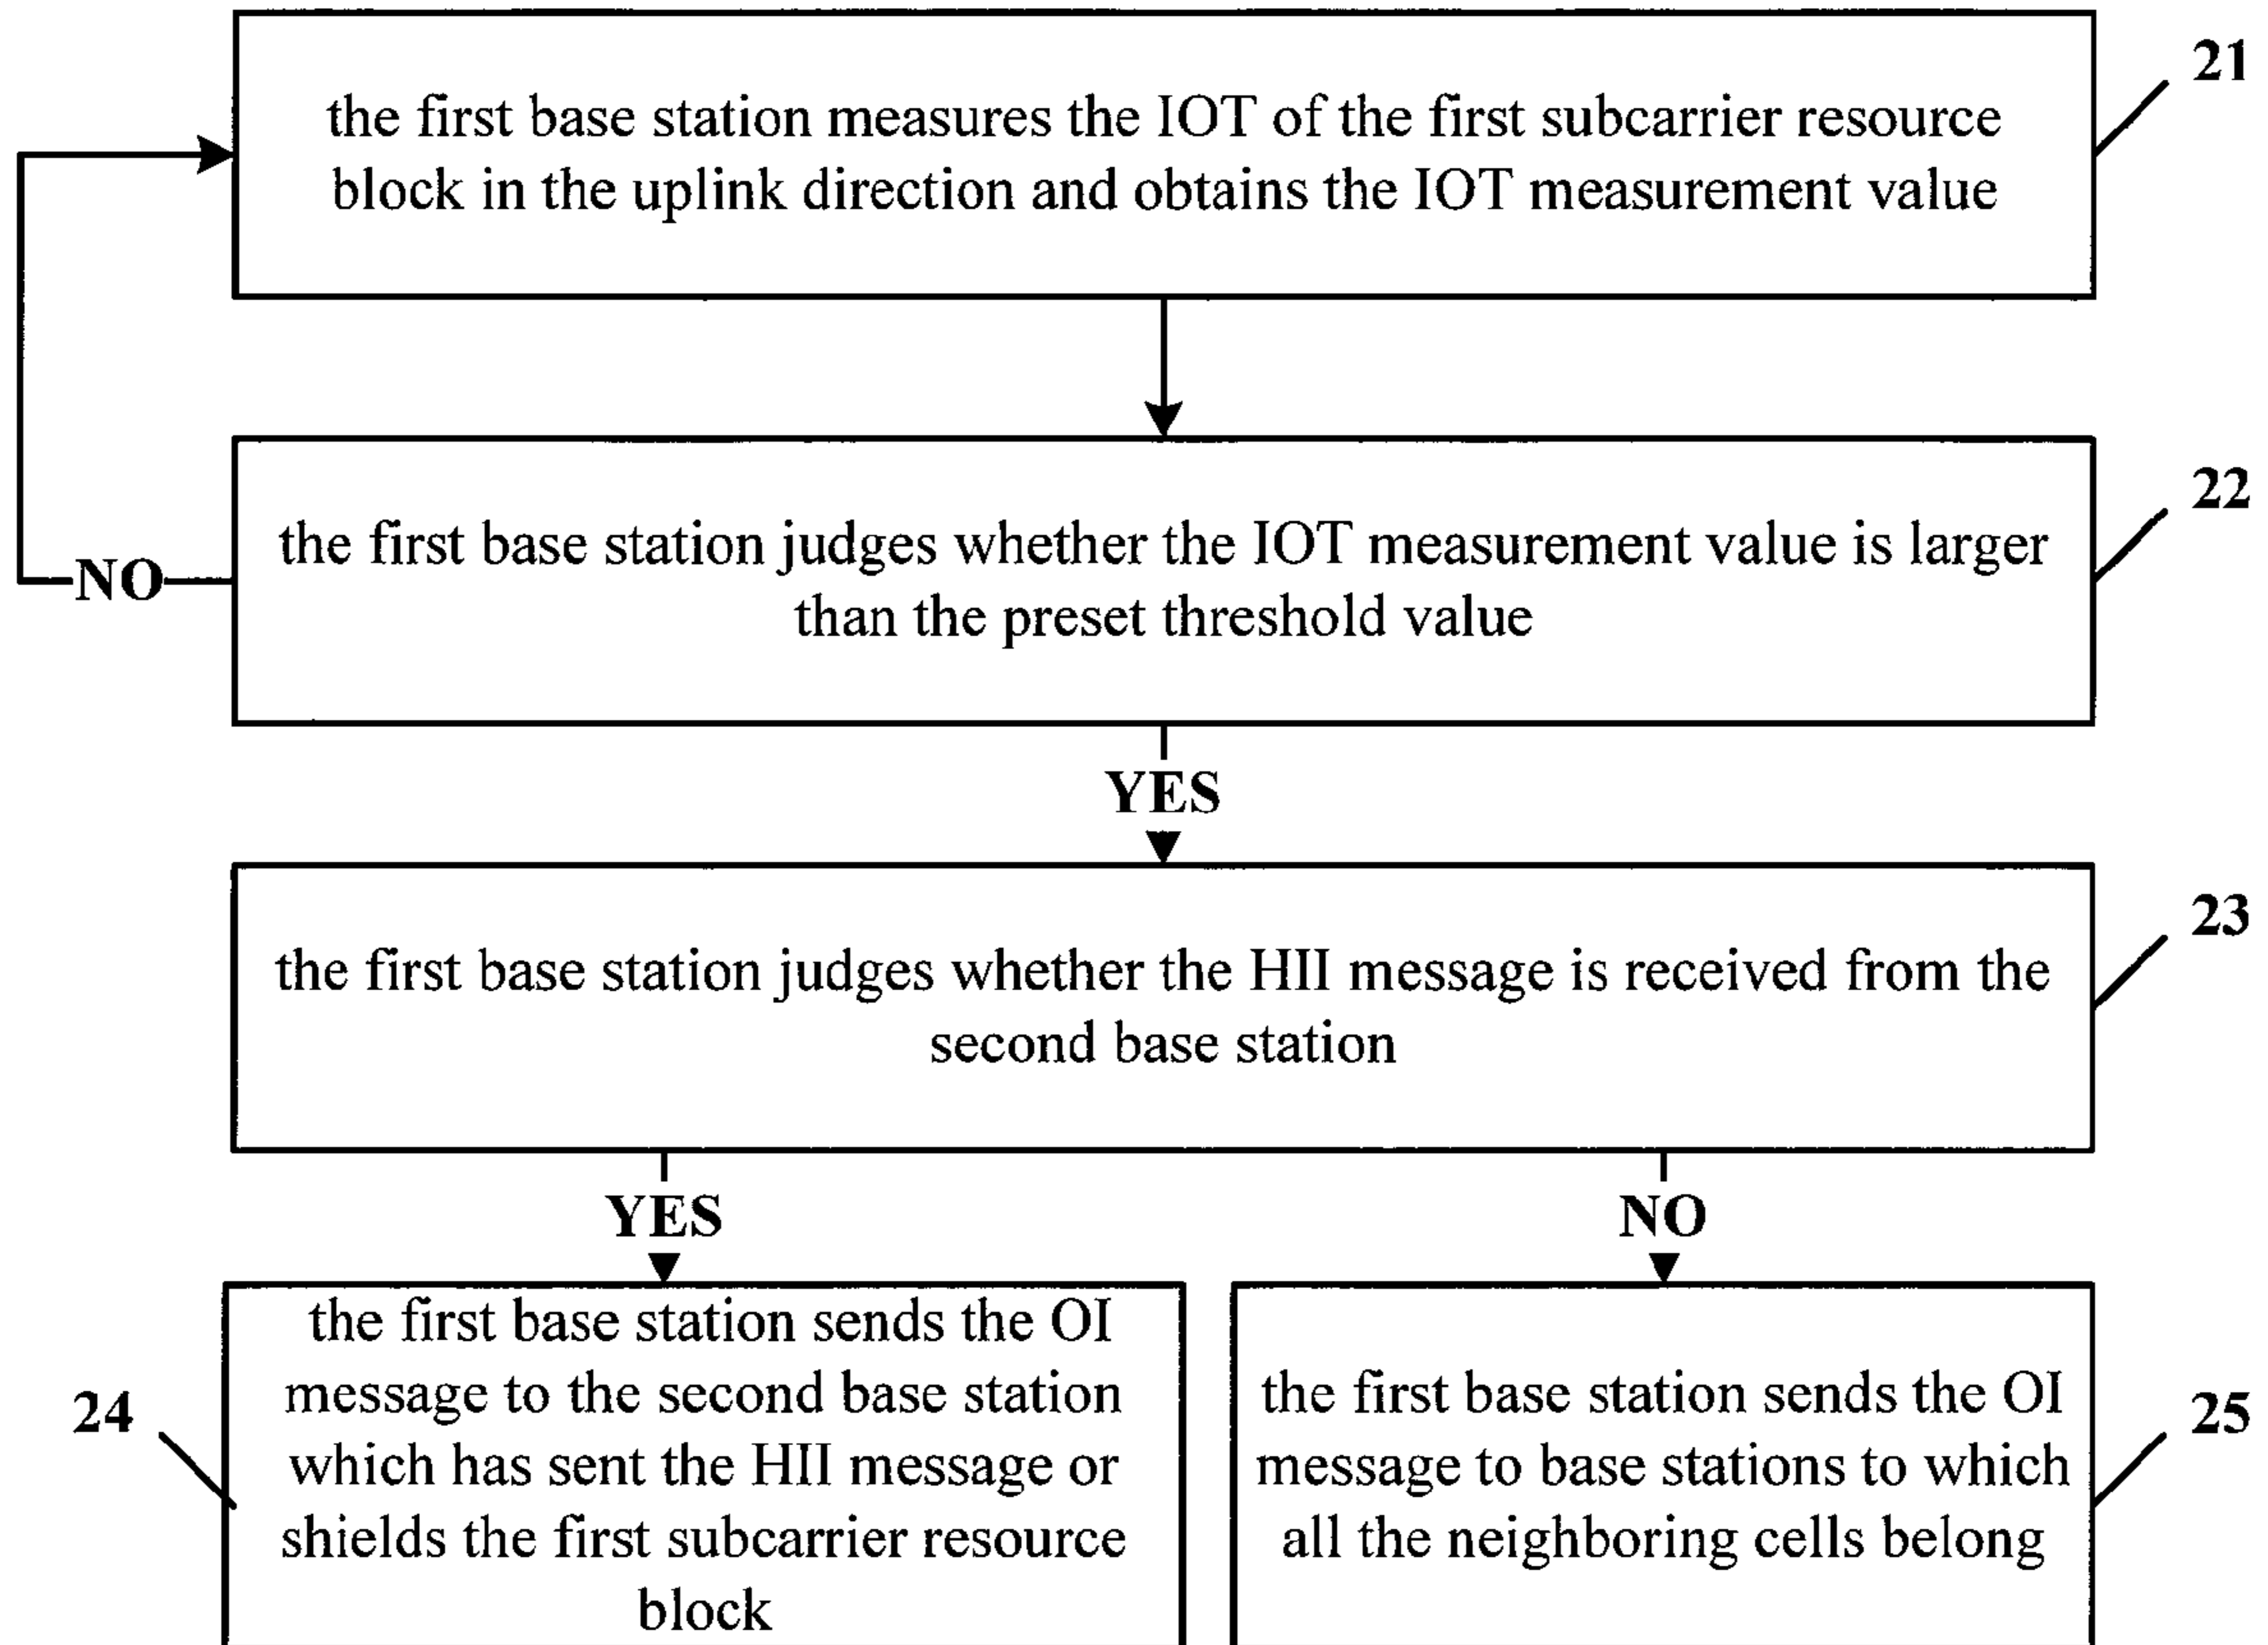 the first base station measures the IOT of the first subcarrier resource
block in the uplink direction and obtains the IOT measurement value
21
the first base station judges whether the IOT measurement value is larger
than the preset threshold value
22
NO
YES
the first base station judges whether the HII message is received from the
second base station
23
YES
NO
the first base station sends the OI
message to the second base station
which has sent the HII message or
shields the first subcarrier resource
block
24
the first base station sends the OI
message to base stations to which
all the neighboring cells belong
25